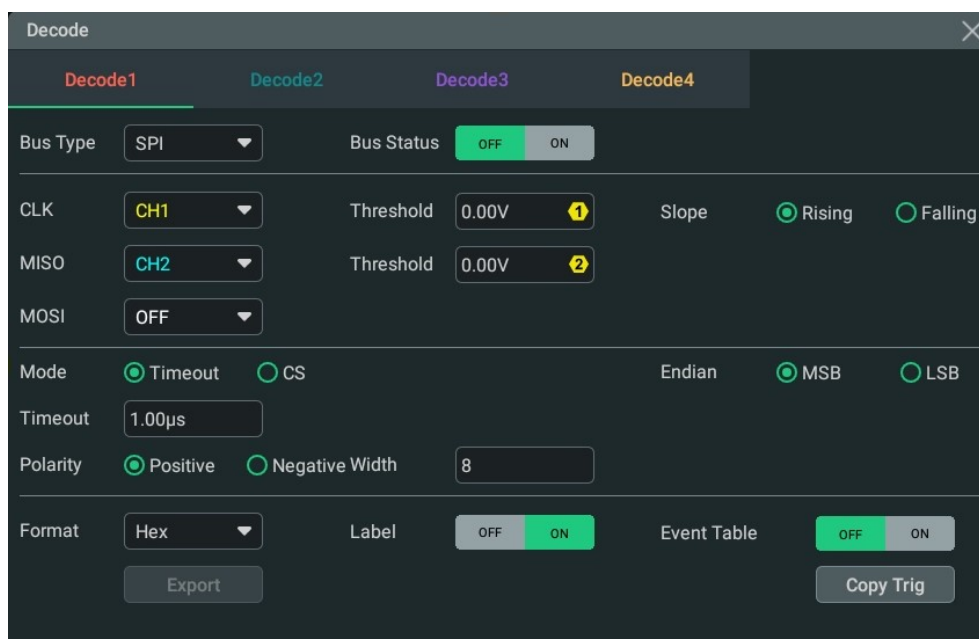 Decode
Decode1 Decode2 Decode3 Decode4
Bus Type SPI Bus Status OFF ON
CLK CH1 Threshold 0.00V 1 Slope Rising Falling
MISO CH2 Threshold 0.00V 2
MOSI OFF
Mode Timeout CS Endian MSB LSB
Timeout 1.00μs
Polarity Positive Negative Width 8
Format Hex Label OFF ON Event Table OFF ON
Export Copy Trig